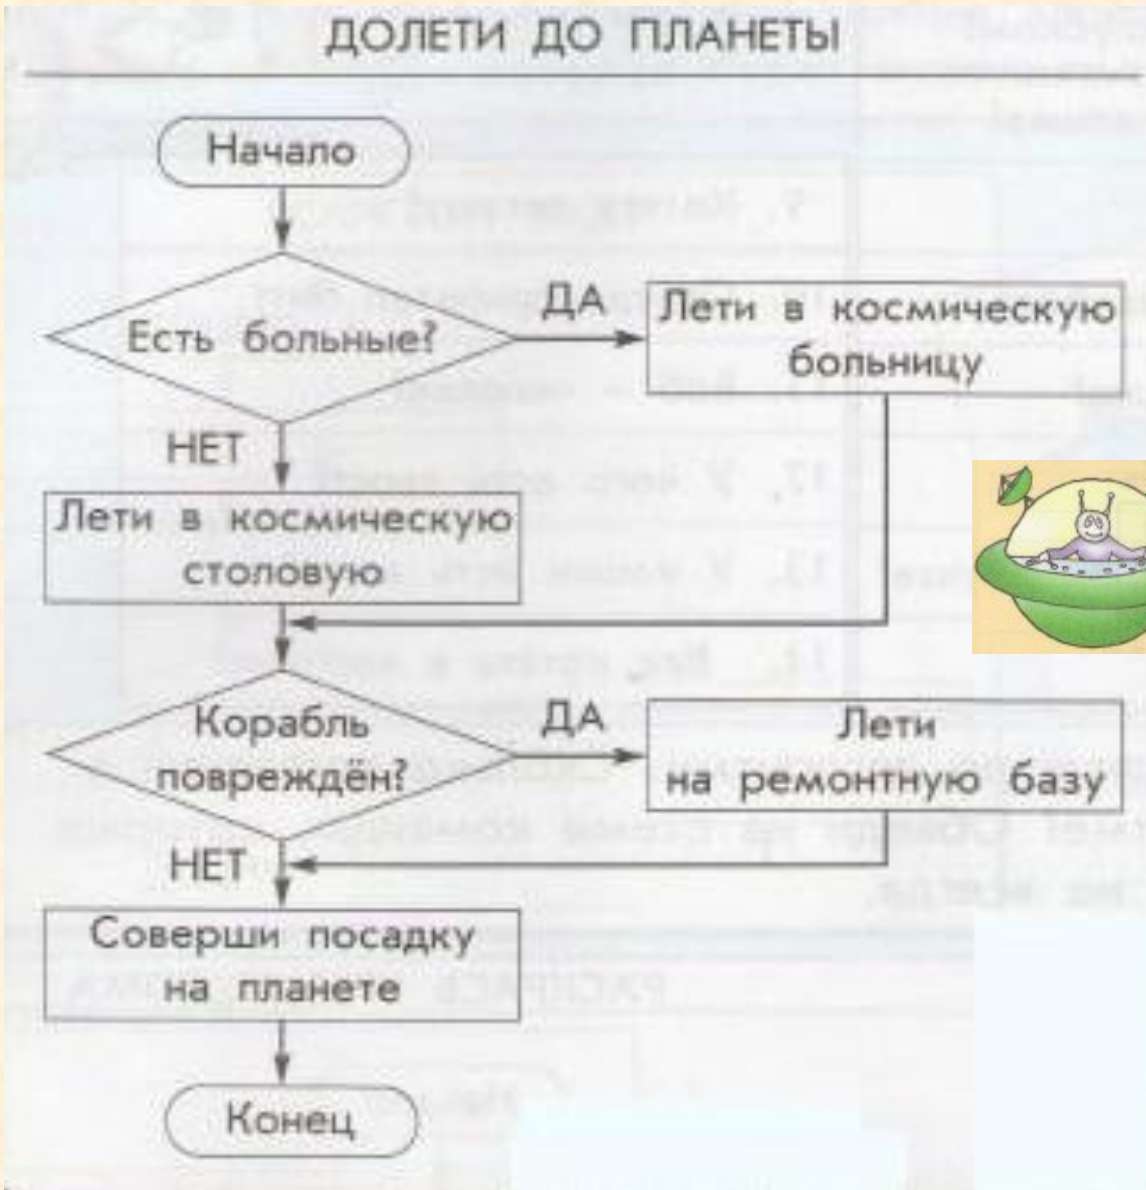 ДОЛЕТИ ДО ПЛАНЕТЫ
Начало
Есть больные?
ДА
Лети в космическую
больницу
НЕТ
Лети в космическую
столовую
Корабль
повреждён?
ДА
Лети
на ремонтную базу
НЕТ
Соверши посадку
на планете
Конец